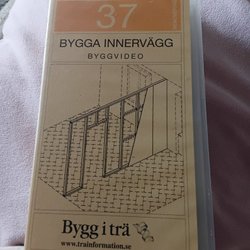 37
BYGGA INNERVÄGG
BYGGVIDEO
Bygg i trä
www.trainformation.se